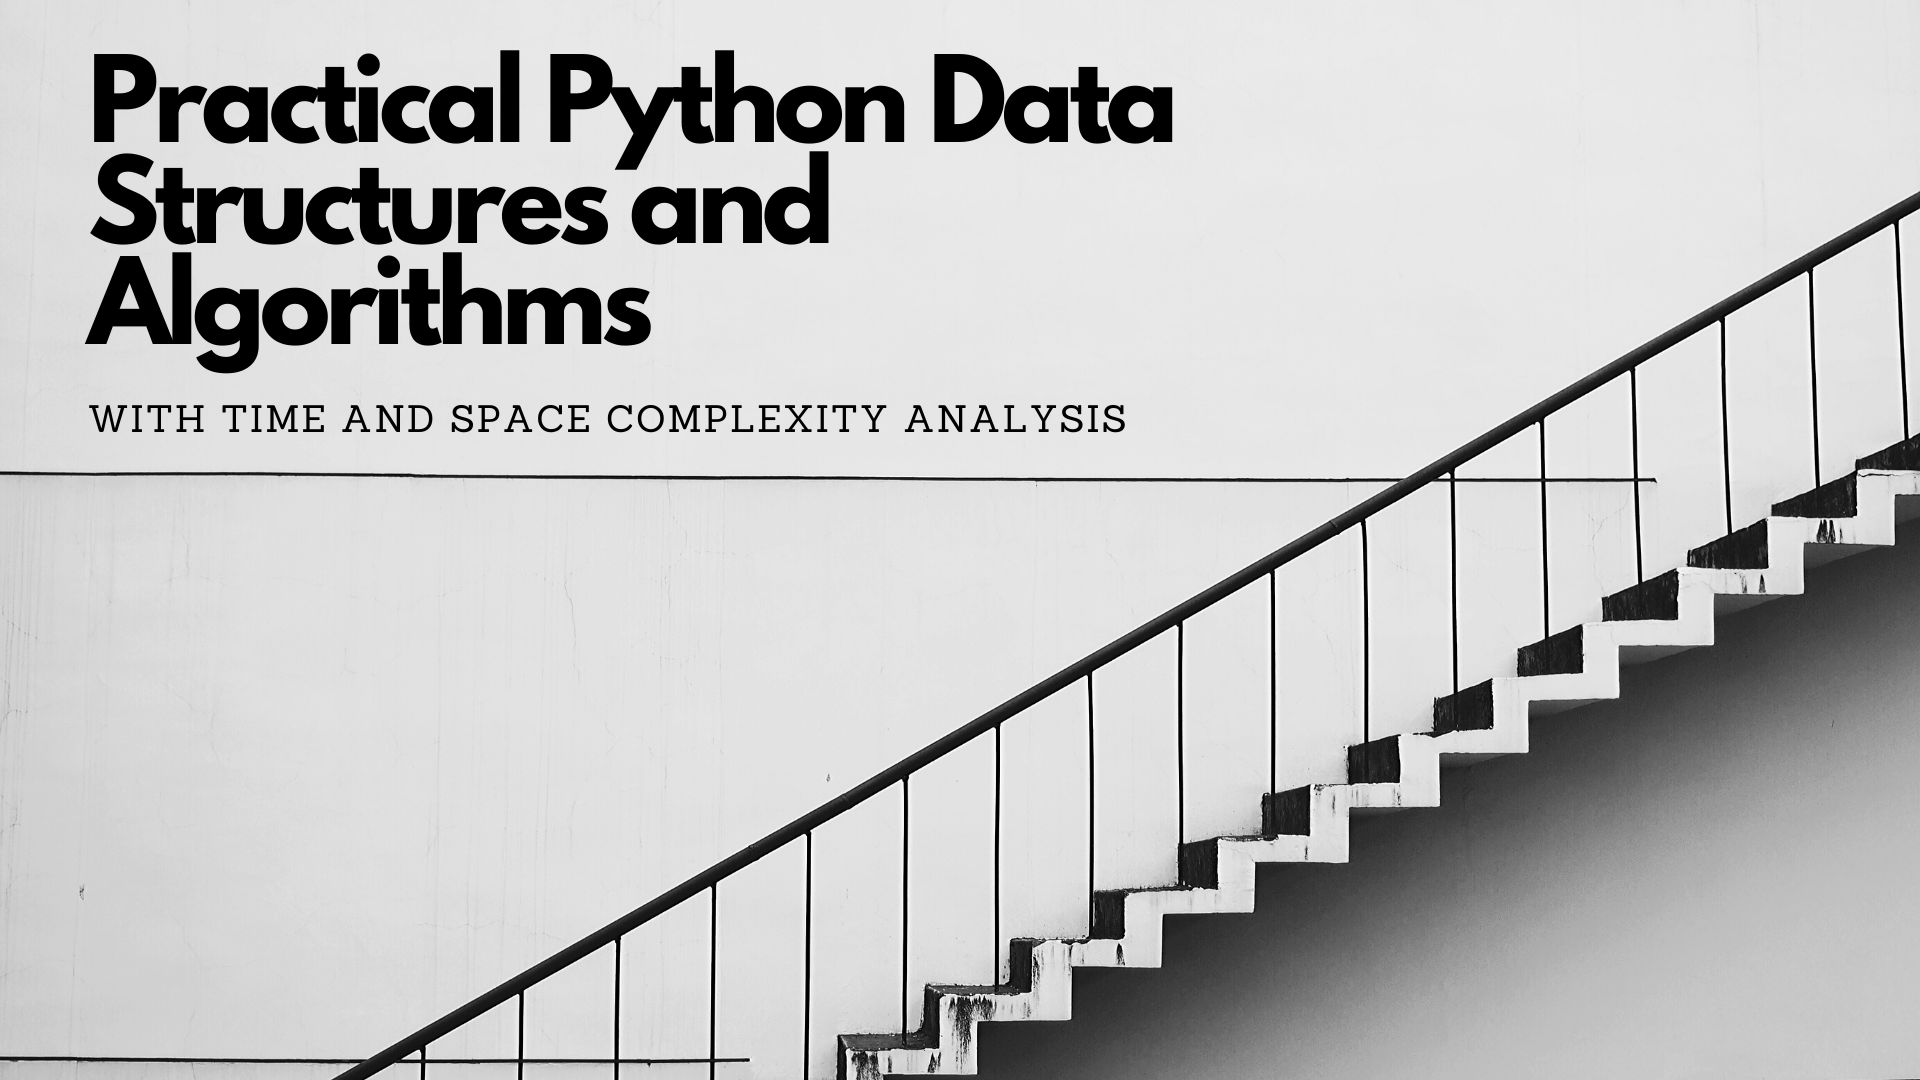 Practical Python Data
Structures and
Algorithms
WITH TIME AND SPACE COMPLEXITY ANALYSIS